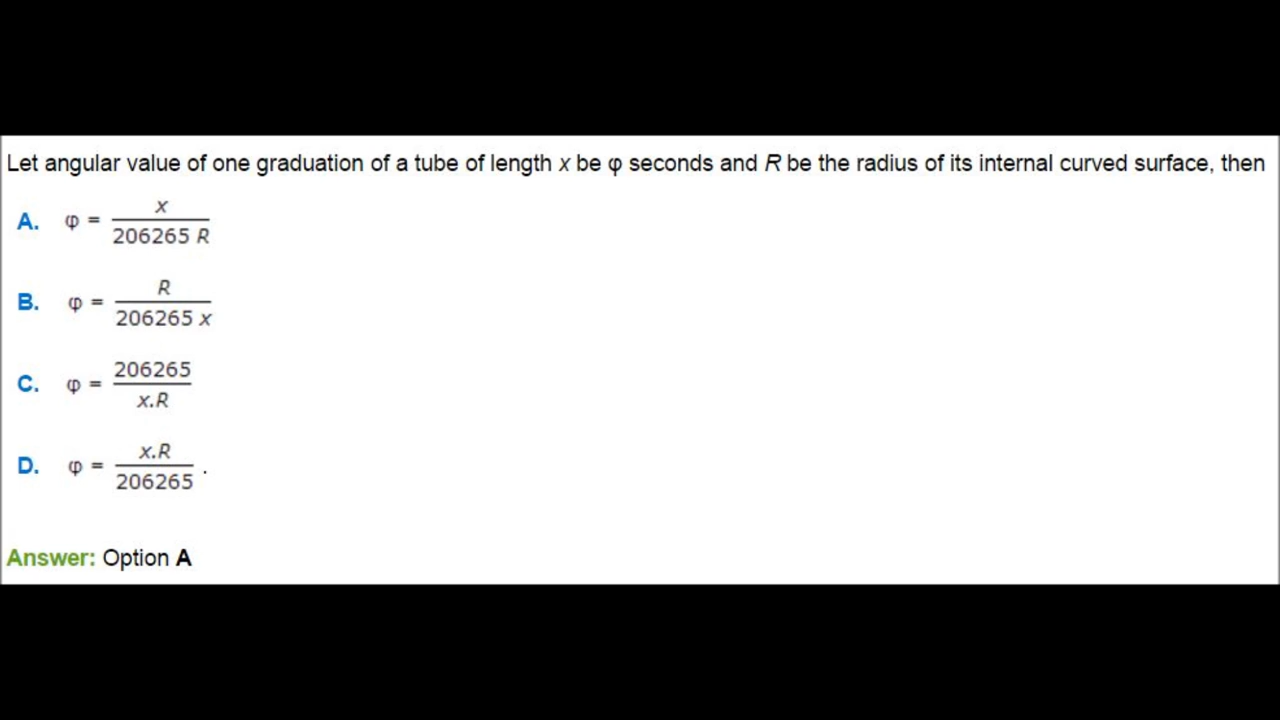 Let angular value of one graduation of a tube of length x be φ seconds and R be the radius of its internal curved surface, then
A. φ = x
206265 R
B. φ = R
206265 x
C. φ = 206265
x.R
D. φ = x.R
206265 .
Answer: Option A